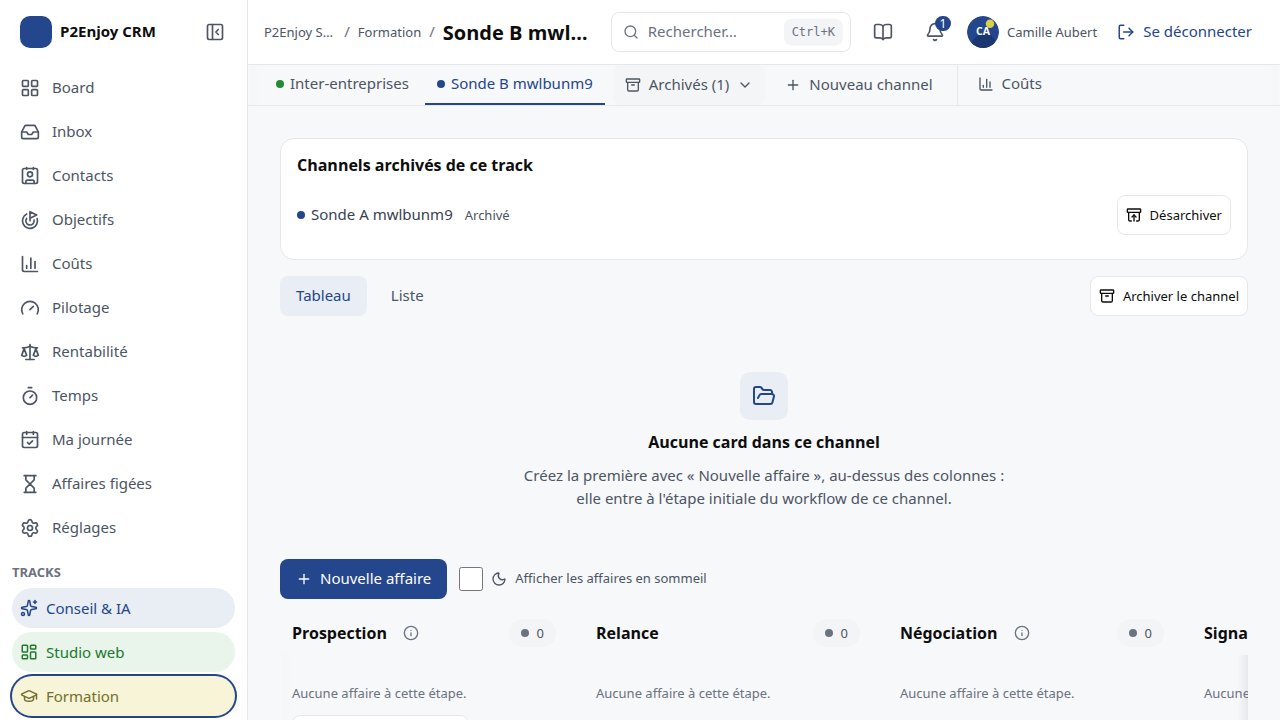 P2Enjoy CRM
P2Enjoy S... / Formation / Sonde B mwl...
Rechercher... Ctrl+K
1
CA Camille Aubert
Se déconnecter
Board
Inbox
Contacts
Objectifs
Coûts
Pilotage
Rentabilité
Temps
Ma journée
Affaires figées
Réglages
TRACKS
Conseil & IA
Studio web
Formation
Inter-entreprises
Sonde B mwlbunm9
Archivés (1)
Nouveau channel
Coûts
Channels archivés de ce track
Sonde A mwlbunm9 Archivé
Désarchiver
Tableau
Liste
Archiver le channel
Aucune card dans ce channel
Créez la première avec « Nouvelle affaire », au-dessus des colonnes :
elle entre à l'étape initiale du workflow de ce channel.
Nouvelle affaire
Afficher les affaires en sommeil
Prospection 0
Relance 0
Négociation 0
Signa
Aucune affaire à cette étape.
Aucune affaire à cette étape.
Aucune affaire à cette étape.
Aucune